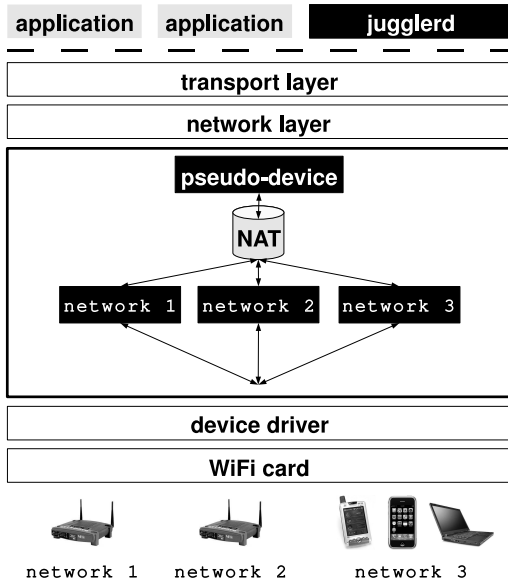 application application jugglerd
transport layer
network layer
pseudo-device
NAT
network 1 network 2 network 3
device driver
WiFi card
network 1 network 2 network 3